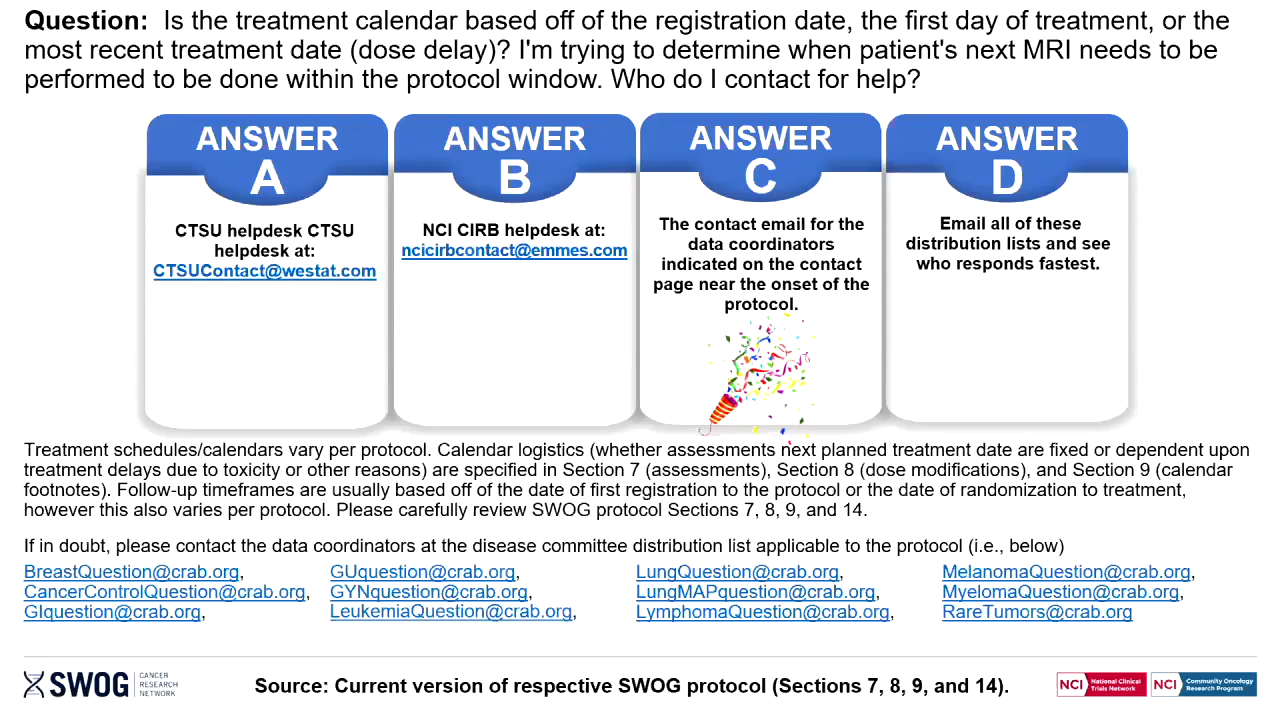 Question: Is the treatment calendar based off of the registration date, the first day of treatment, or the
most recent treatment date (dose delay)? I'm trying to determine when patient's next MRI needs to be
performed to be done within the protocol window. Who do I contact for help?
ANSWER
A
CTSU helpdesk CTSU
helpdesk at:
CTSUContact@westat.com
ANSWER
B
NCI CIRB helpdesk at:
ncicirbcontact@emmes.com
ANSWER
C
The contact email for the
data coordinators
indicated on the contact
page near the onset of the
protocol.
ANSWER
D
Email all of these
distribution lists and see
who responds fastest.
Treatment schedules/calendars vary per protocol. Calendar logistics (whether assessments next planned treatment date are fixed or dependent upon
treatment delays due to toxicity or other reasons) are specified in Section 7 (assessments), Section 8 (dose modifications), and Section 9 (calendar
footnotes). Follow-up timeframes are usually based off of the date of first registration to the protocol or the date of randomization to treatment,
however this also varies per protocol. Please carefully review SWOG protocol Sections 7, 8, 9, and 14.
If in doubt, please contact the data coordinators at the disease committee distribution list applicable to the protocol (i.e., below)
BreastQuestion@crab.org,
CancerControlQuestion@crab.org,
GIquestion@crab.org,
GUquestion@crab.org,
GYNquestion@crab.org,
LeukemiaQuestion@crab.org,
LungQuestion@crab.org,
LungMAPquestion@crab.org,
LymphomaQuestion@crab.org,
MelanomaQuestion@crab.org,
MyelomaQuestion@crab.org,
RareTumors@crab.org
SWOG
CANCER
RESEARCH
NETWORK
Source: Current version of respective SWOG protocol (Sections 7, 8, 9, and 14).
NCI National Clinical
Trials Network
NCI Community Oncology
Research Program